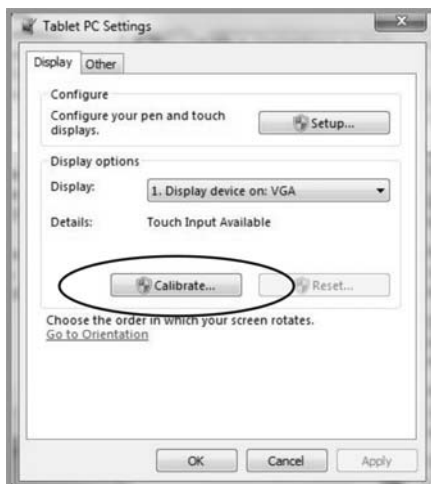 Tablet PC Settings
x
Display Other
Configure
Configure your pen and touch
displays.
Setup...
Display options
Display:
1. Display device on: VGA
Details:
Touch Input Available
Calibrate...
Reset...
Choose the order in which your screen rotates.
Go to Orientation
OK
Cancel
Apply